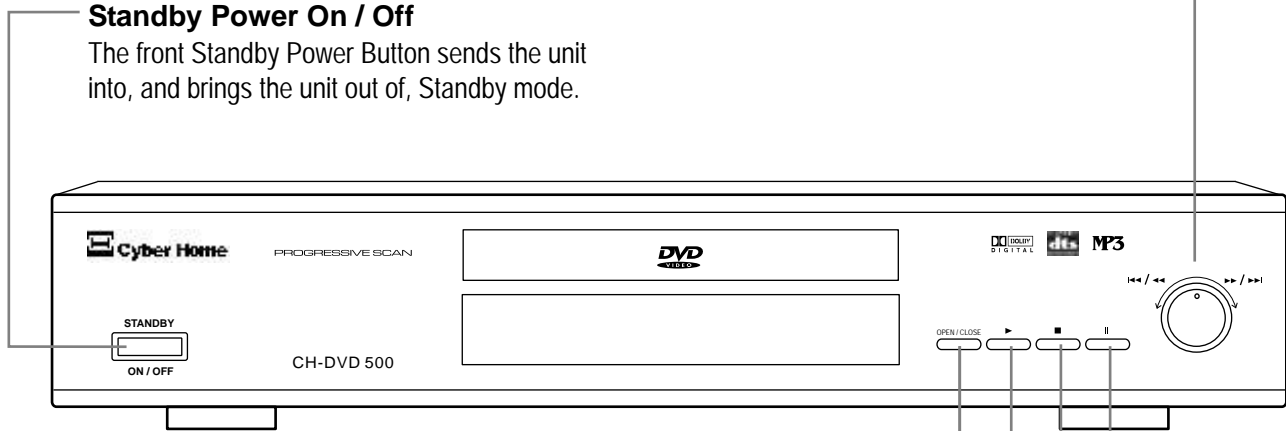 Standby Power On / Off
The front Standby Power Button sends the unit
into, and brings the unit out of, Standby mode.
Cyber Home
PROGRESSIVE SCAN
DVD
VIDEO
DOLBY
DIGITAL
dts
MP3
STANDBY
ON / OFF
CH-DVD 500
OPEN / CLOSE